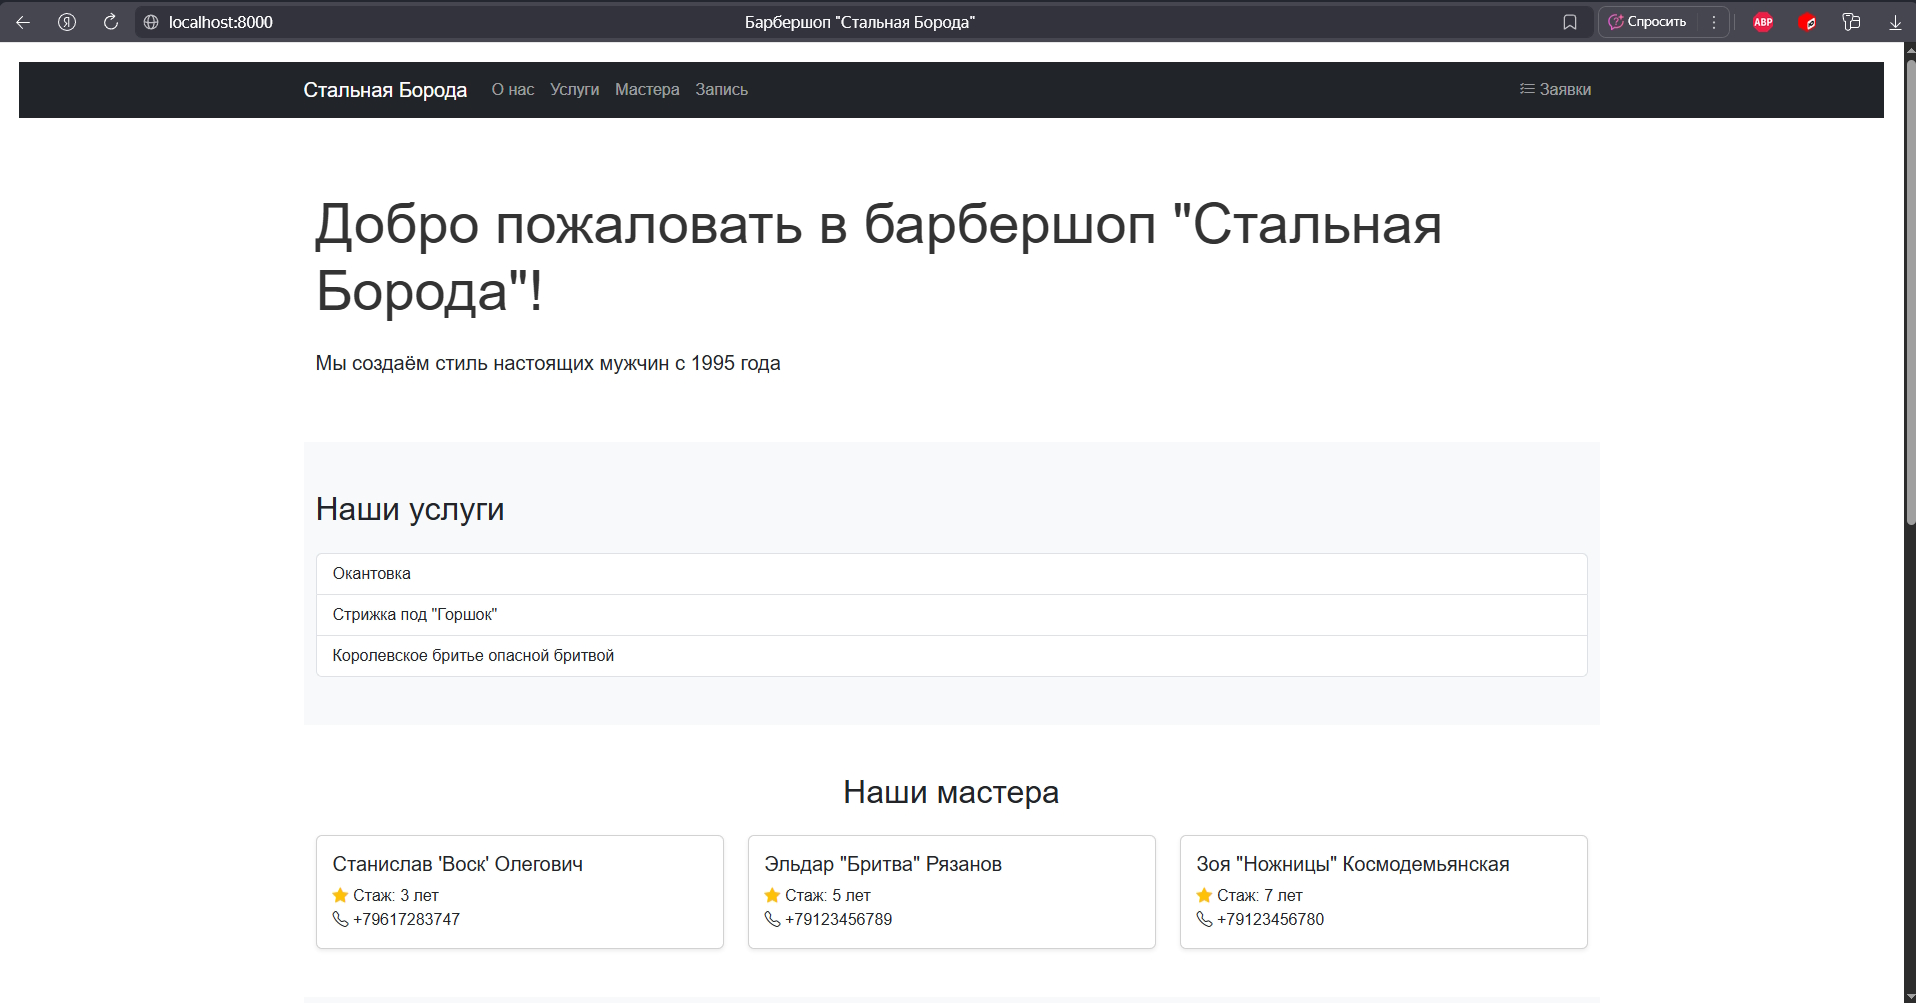 localhost:8000
Барбершоп "Стальная Борода"
Спросить
ABP
Стальная Борода
О нас
Услуги
Мастера
Запись
Заявки
Добро пожаловать в барбершоп "Стальная
Борода"!
Мы создаём стиль настоящих мужчин с 1995 года
Наши услуги
Окантовка
Стрижка под "Горшок"
Королевское бритье опасной бритвой
Наши мастера
Станислав 'Воск' Олегович
Стаж: 3 лет
+79617283747
Эльдар "Бритва" Рязанов
Стаж: 5 лет
+79123456789
Зоя "Ножницы" Космодемьянская
Стаж: 7 лет
+79123456780